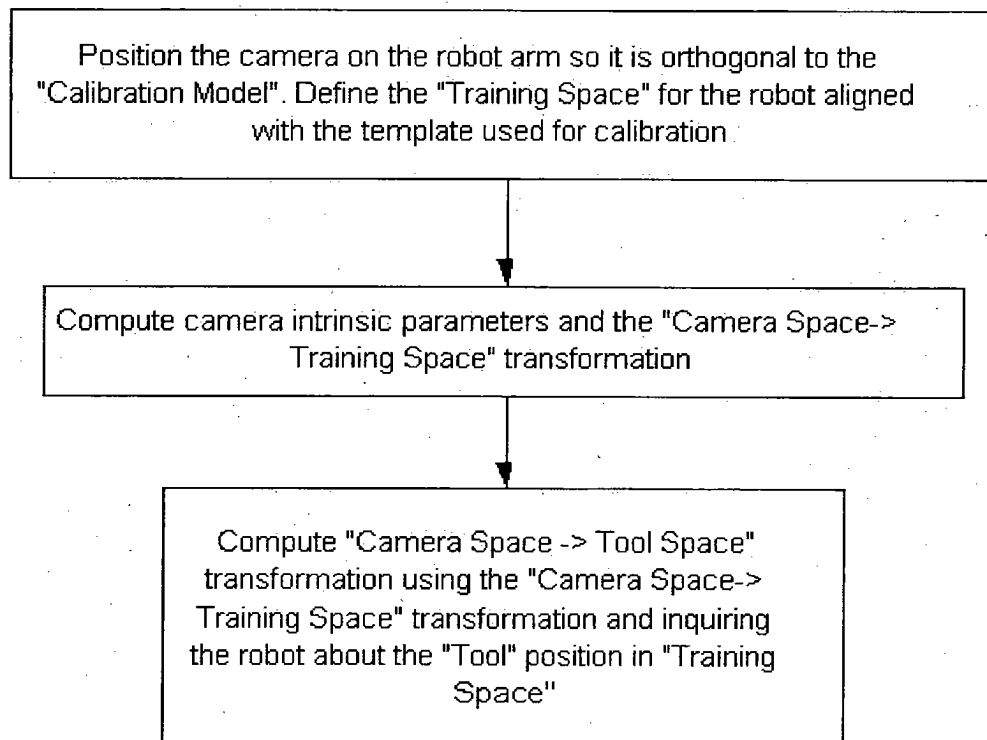 Position the camera on the robot arm so it is orthogonal to the
"Calibration Model". Define the "Training Space" for the robot aligned
with the template used for calibration
Compute camera intrinsic parameters and the "Camera Space->
Training Space" transformation
Compute "Camera Space -> Tool Space"
transformation using the "Camera Space->
Training Space" transformation and inquiring
the robot about the "Tool" position in "Training
Space"